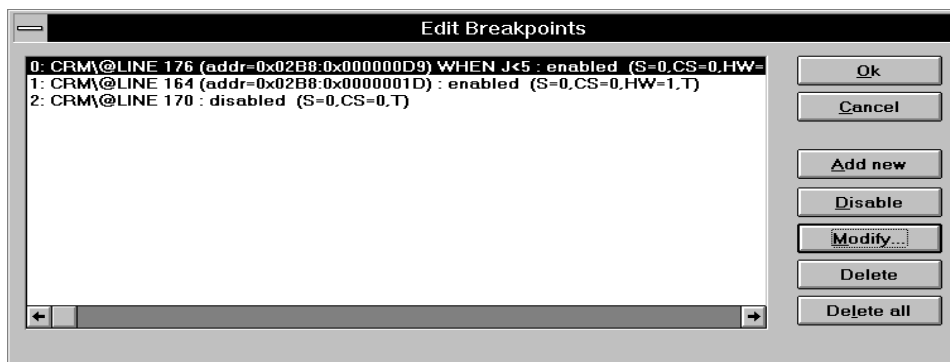 Edit Breakpoints
0: CRM\@LINE 176 (addr=0x02B8:0x000000D9) WHEN J<5 : enabled (S=0,CS=0,HW=
1: CRM\@LINE 164 (addr=0x02B8:0x0000001D) : enabled (S=0,CS=0,HW=1,T)
2: CRM\@LINE 170 : disabled (S=0,CS=0,T)
Ok
Cancel
Add new
Disable
Modify...
Delete
Delete all